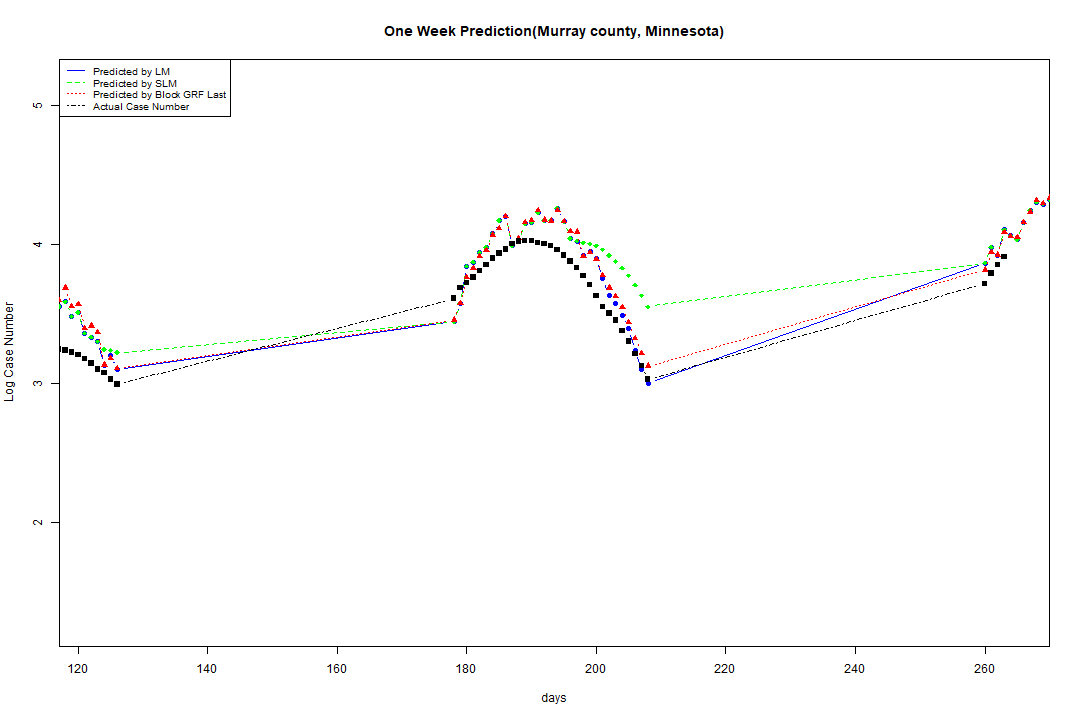 One Week Prediction(Murray county, Minnesota)
Predicted by LM
Predicted by SLM
Predicted by Block GRF Last
Actual Case Number
5
4
3
2
Log Case Number
120 140 160 180 200 220 240 260
days